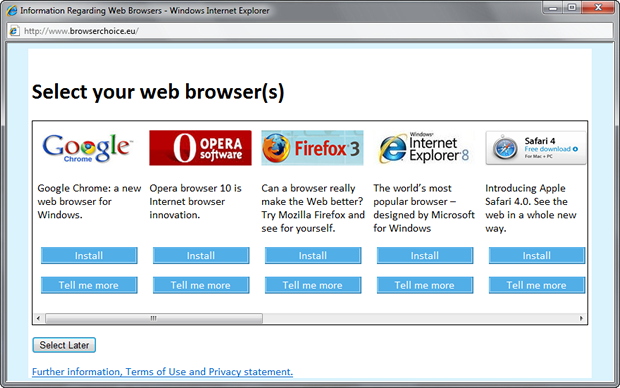 Information Regarding Web Browsers - Windows Internet Explorer
http://www.browserchoice.eu/
Select your web browser(s)
Google
Chrome
Google Chrome: a new
web browser for
Windows.
Install
Tell me more
OPERA
software
Opera browser 10 is
Internet browser
innovation.
Install
Tell me more
Firefox 3
Can a browser really
make the Web better?
Try Mozilla Firefox and
see for yourself.
Install
Tell me more
Windows
Internet
Explorer 8
The world's most
popular browser –
designed by Microsoft
for Windows
Install
Tell me more
Safari 4
Free download
For Mac + PC
Introducing Apple
Safari 4.0. See the
web in a whole new
way.
Install
Tell me more
Select Later
Further information, Terms of Use and Privacy statement.